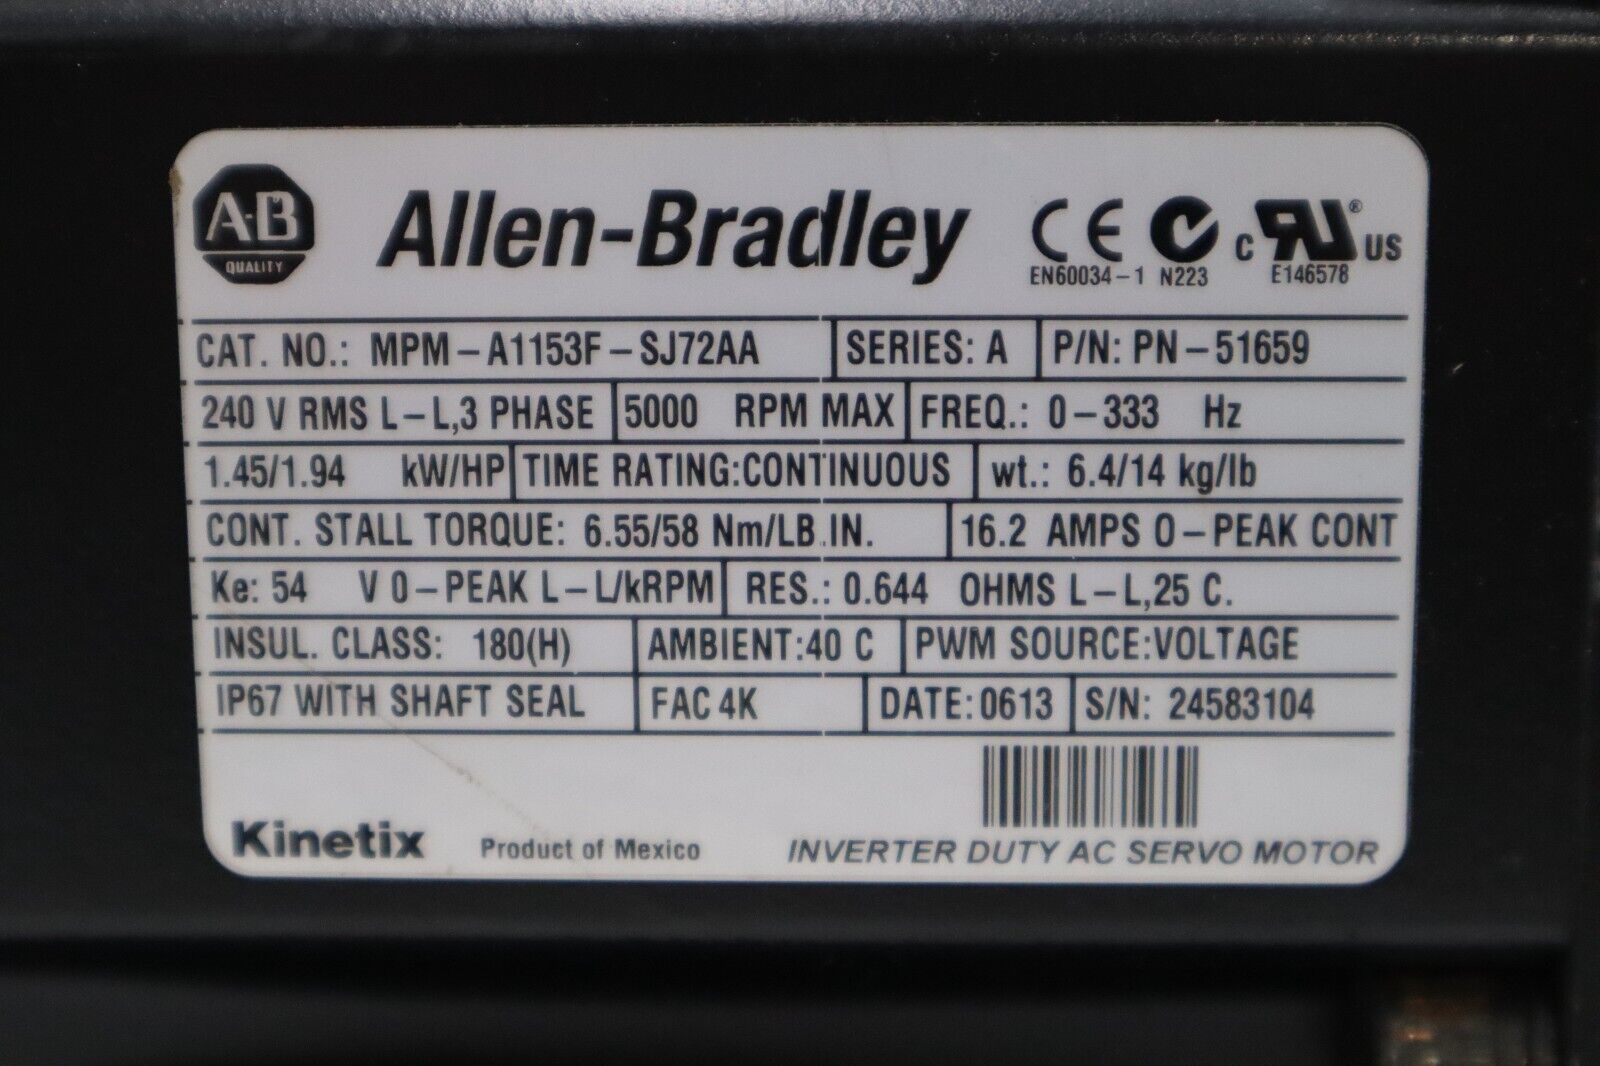 A-B
QUALITY
Allen-Bradley
CE
EN60034-1 N223
C RU ® US
E146578
CAT. NO.: MPM-A1153F-SJ72AA SERIES: A P/N: PN-51659
240 V RMS L-L,3 PHASE 5000 RPM MAX FREQ.: 0-333 Hz
1.45/1.94 kW/HP TIME RATING:CONTINUOUS wt.: 6.4/14 kg/lb
CONT. STALL TORQUE: 6.55/58 Nm/LB.IN. 16.2 AMPS 0-PEAK CONT
Ke: 54 V 0-PEAK L-L/kRPM RES.: 0.644 OHMS L-L,25 C.
INSUL. CLASS: 180(H) AMBIENT:40 C PWM SOURCE:VOLTAGE
IP67 WITH SHAFT SEAL FAC 4K DATE:0613 S/N: 24583104
Kinetix Product of Mexico INVERTER DUTY AC SERVO MOTOR